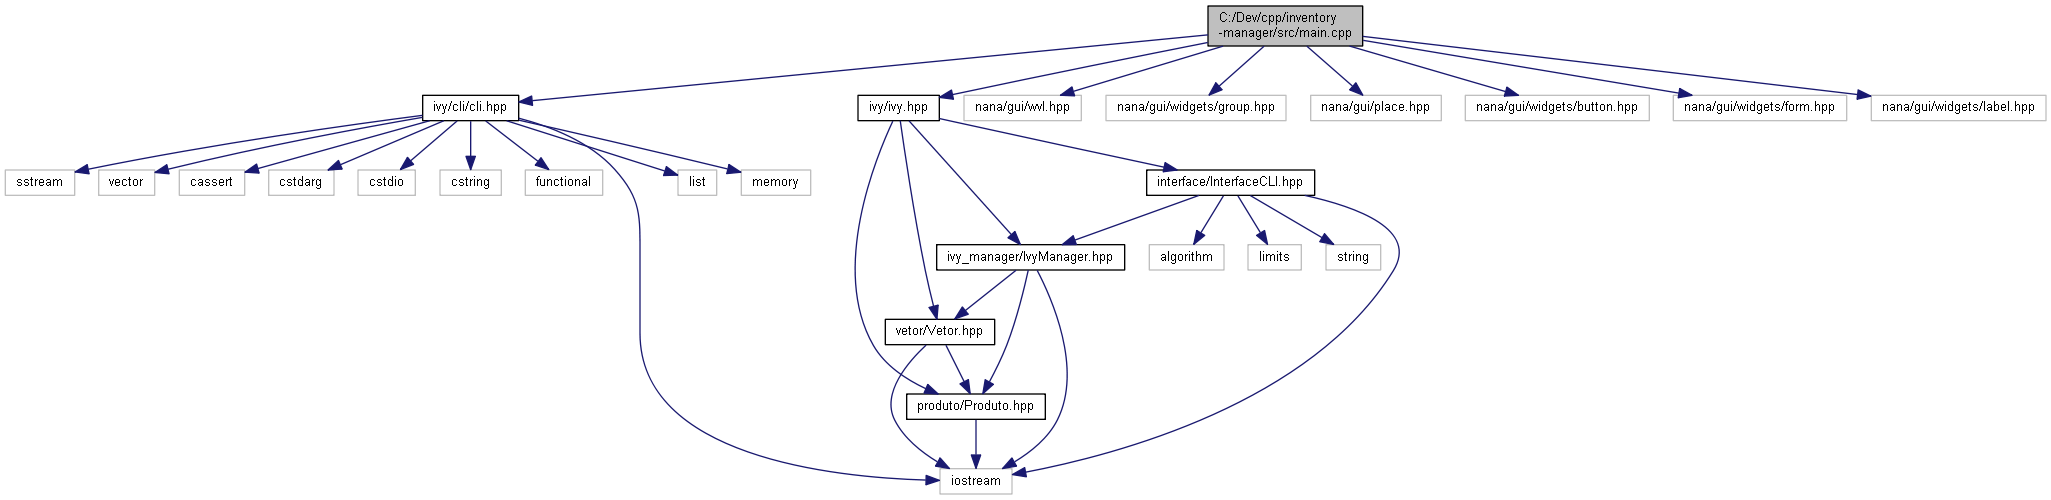 C:/Dev/cpp/inventory
-manager/src/main.cpp
ivy/cli/cli.hpp
ivy/ivy.hpp
nana/gui/wvl.hpp
nana/gui/widgets/group.hpp
nana/gui/place.hpp
nana/gui/widgets/button.hpp
nana/gui/widgets/form.hpp
nana/gui/widgets/label.hpp
sstream
vector
cassert
cstdarg
cstdio
cstring
functional
list
memory
interface/InterfaceCLI.hpp
ivy_manager/IvyManager.hpp
algorithm
limits
string
vetor/Vetor.hpp
produto/Produto.hpp
iostream